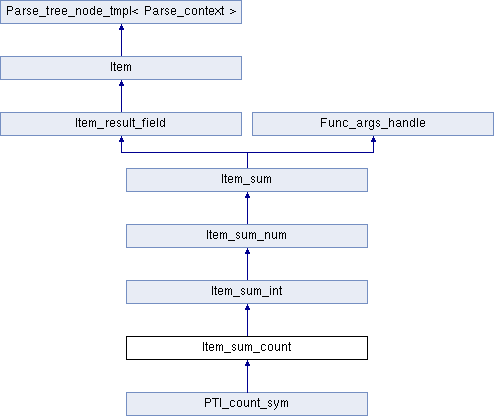 Parse_tree_node_tmpl< Parse_context >
Item
Item_result_field
Func_args_handle
Item_sum
Item_sum_num
Item_sum_int
Item_sum_count
PTI_count_sym